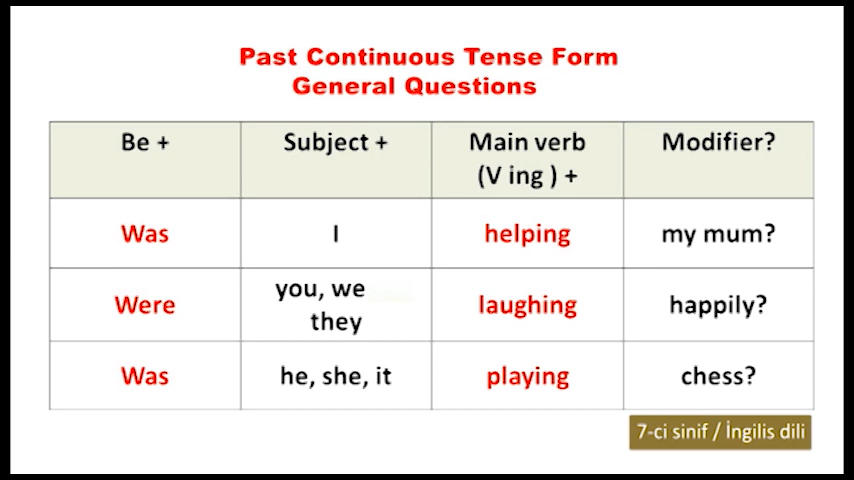 Past Continuous Tense Form
General Questions
Be +
Subject +
Main verb
(V ing ) +
Modifier?
Was
I
helping
my mum?
Were
you, we
they
laughing
happily?
Was
he, she, it
playing
chess?
7-ci sinif / İngilis dili